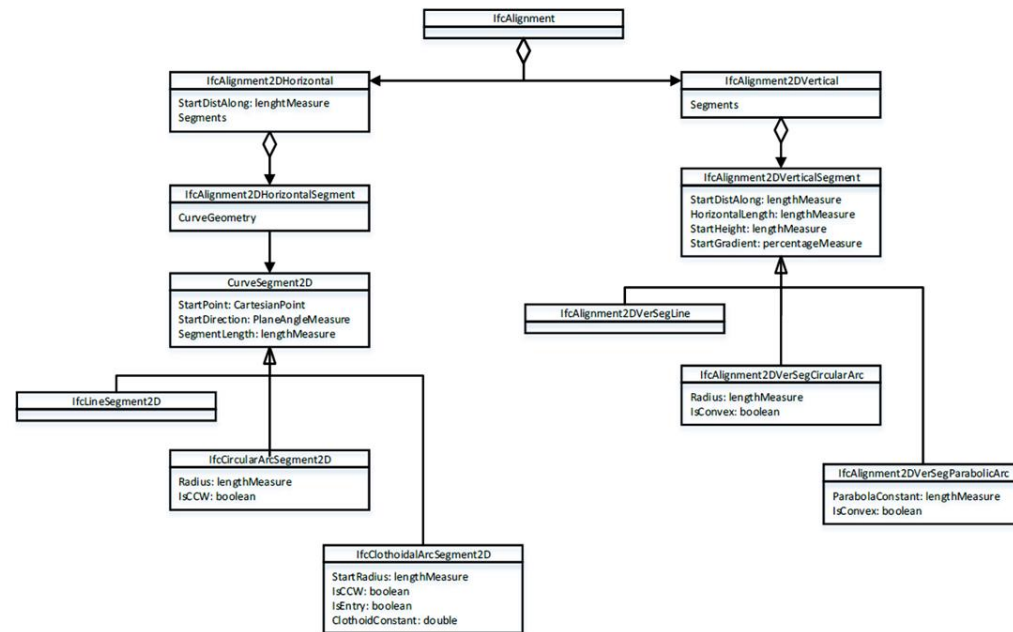 IfcAlignment
IfcAlignment2DHorizontal
StartDistAlong: lenghtMeasure
Segments
IfcAlignment2DVertical
Segments
IfcAlignment2DHorizontalSegment
CurveGeometry
IfcAlignment2DVerticalSegment
StartDistAlong: lengthMeasure
HorizontalLength: lengthMeasure
StartHeight: lengthMeasure
StartGradient: percentageMeasure
CurveSegment2D
StartPoint: CartesianPoint
StartDirection: PlaneAngleMeasure
SegmentLength: lengthMeasure
IfcAlignment2DVerSegLine
IfcLineSegment2D
IfcAlignment2DVerSegCircularArc
Radius: lengthMeasure
IsConvex: boolean
IfcCircularArcSegment2D
Radius: lengthMeasure
IsCCW: boolean
IfcAlignment2DVerSegParabolicArc
ParabolaConstant: lengthMeasure
IsConvex: boolean
IfcClothoidalArcSegment2D
StartRadius: lengthMeasure
IsCCW: boolean
IsEntry: boolean
ClothoidConstant: double